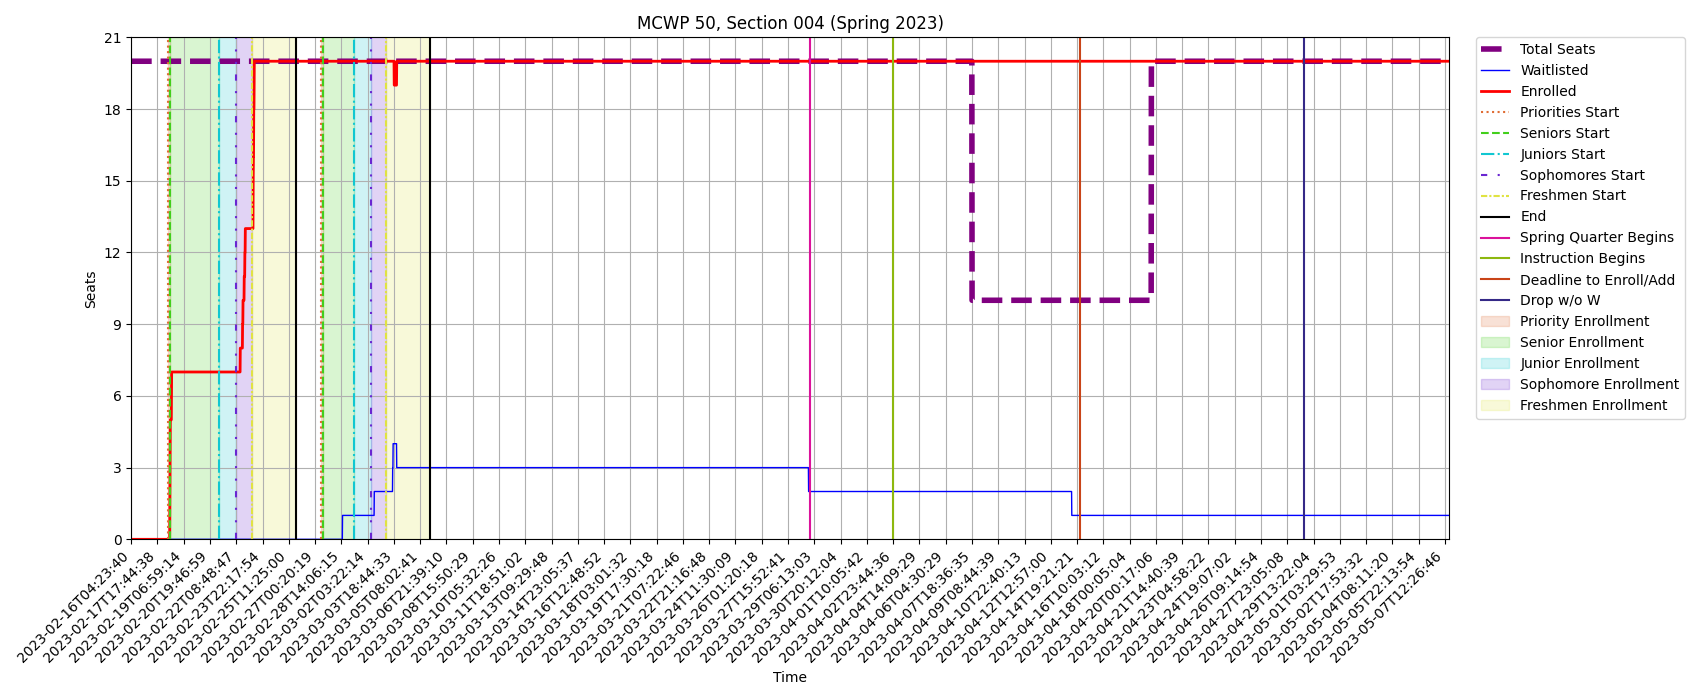 MCWP 50, Section 004 (Spring 2023)
Seats
21
18
15
12
9
6
3
0
2023-02-16T04:23:40
2023-02-17T17:44:38
2023-02-19T06:59:14
2023-02-20T19:46:59
2023-02-22T08:48:47
2023-02-23T22:17:54
2023-02-25T11:25:00
2023-02-27T00:20:19
2023-02-28T14:06:15
2023-03-02T03:22:14
2023-03-03T18:44:33
2023-03-05T08:02:41
2023-03-06T21:39:10
2023-03-08T15:50:29
2023-03-10T05:32:26
2023-03-11T18:51:02
2023-03-13T09:29:48
2023-03-14T23:05:37
2023-03-16T12:48:52
2023-03-18T03:01:32
2023-03-19T17:30:18
2023-03-21T07:22:46
2023-03-22T21:16:48
2023-03-24T11:30:09
2023-03-26T01:20:18
2023-03-27T15:52:41
2023-03-29T06:13:03
2023-03-30T20:12:04
2023-04-01T10:05:42
2023-04-02T23:44:36
2023-04-04T14:09:29
2023-04-06T04:30:29
2023-04-07T18:36:35
2023-04-09T08:44:39
2023-04-10T22:40:13
2023-04-12T12:57:00
2023-04-14T19:21:21
2023-04-16T10:03:12
2023-04-18T00:05:04
2023-04-20T00:17:06
2023-04-21T14:40:39
2023-04-23T04:58:22
2023-04-24T19:07:02
2023-04-26T09:14:54
2023-04-27T23:05:08
2023-04-29T13:22:04
2023-05-01T03:29:53
2023-05-02T17:53:32
2023-05-04T08:11:20
2023-05-05T22:13:54
2023-05-07T12:26:46
Time
Total Seats
Waitlisted
Enrolled
Priorities Start
Seniors Start
Juniors Start
Sophomores Start
Freshmen Start
End
Spring Quarter Begins
Instruction Begins
Deadline to Enroll/Add
Drop w/o W
Priority Enrollment
Senior Enrollment
Junior Enrollment
Sophomore Enrollment
Freshmen Enrollment